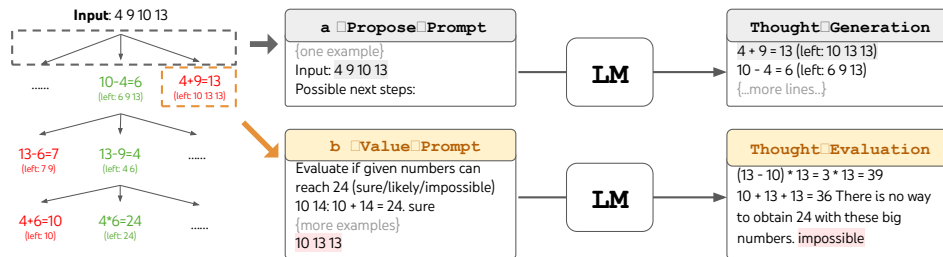 Input: 4 9 10 13
......
10-4=6
(left: 6 9 13)
4+9=13
(left: 10 13 13)
13-6=7
(left: 7 9)
13-9=4
(left: 4 6)
......
4+6=10
(left: 10)
4*6=24
(left: 24)
......
a Propose Prompt
{one example}
Input: 4 9 10 13
Possible next steps:
LM
Thought Generation
4 + 9 = 13 (left: 10 13 13)
10 - 4 = 6 (left: 6 9 13)
{...more lines...}
b Value Prompt
Evaluate if given numbers can
reach 24 (sure/likely/impossible)
10 14: 10 + 14 = 24. sure
{more examples}
10 13 13
LM
Thought Evaluation
(13 - 10) * 13 = 3 * 13 = 39
10 + 13 + 13 = 36 There is no way
to obtain 24 with these big
numbers. impossible